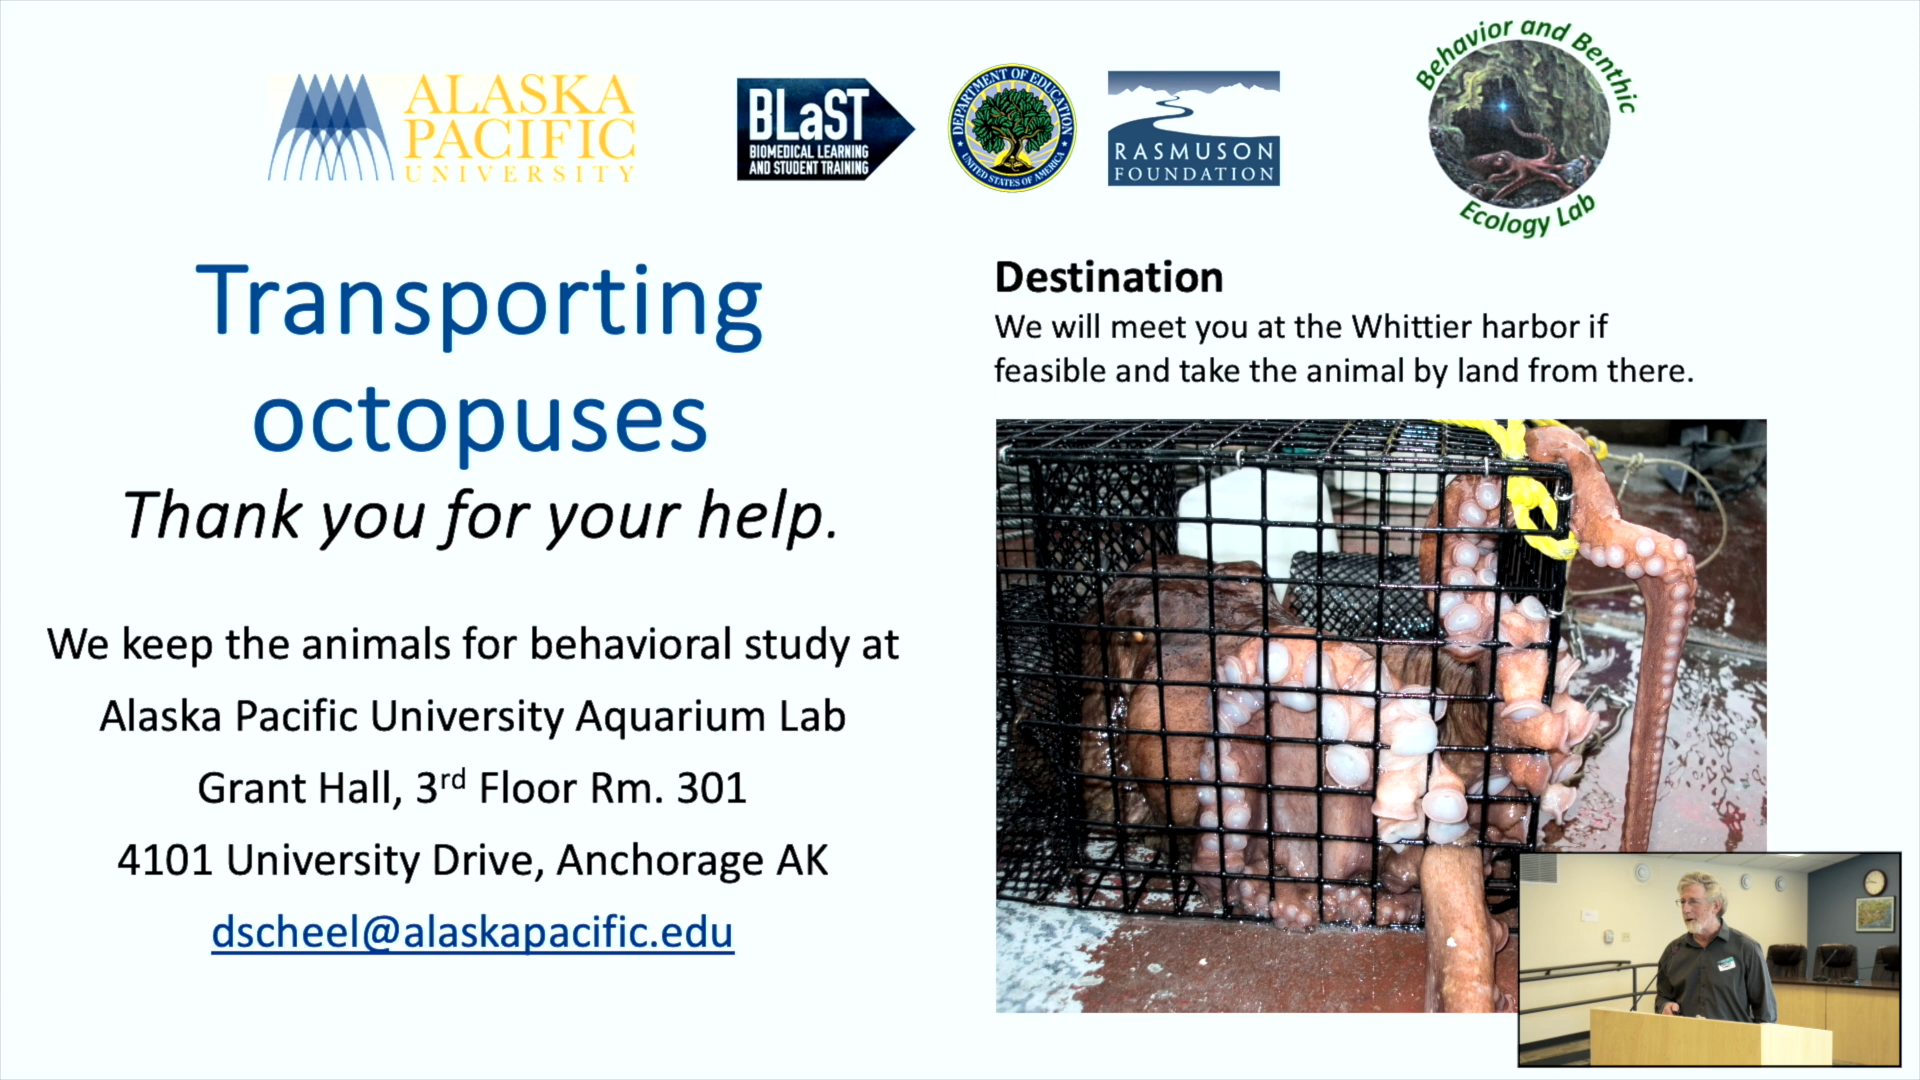 ALASKA
PACIFIC
UNIVERSITY
BLaST
BIOMEDICAL LEARNING
AND STUDENT TRAINING
DEPARTMENT OF EDUCATION
UNITED STATES OF AMERICA
RASMUSON
FOUNDATION
Behavior and Benthic
Ecology Lab
Transporting
octopuses
Thank you for your help.
We keep the animals for behavioral study at
Alaska Pacific University Aquarium Lab
Grant Hall, 3rd Floor Rm. 301
4101 University Drive, Anchorage AK
dscheel@alaskapacific.edu
Destination
We will meet you at the Whittier harbor if
feasible and take the animal by land from there.